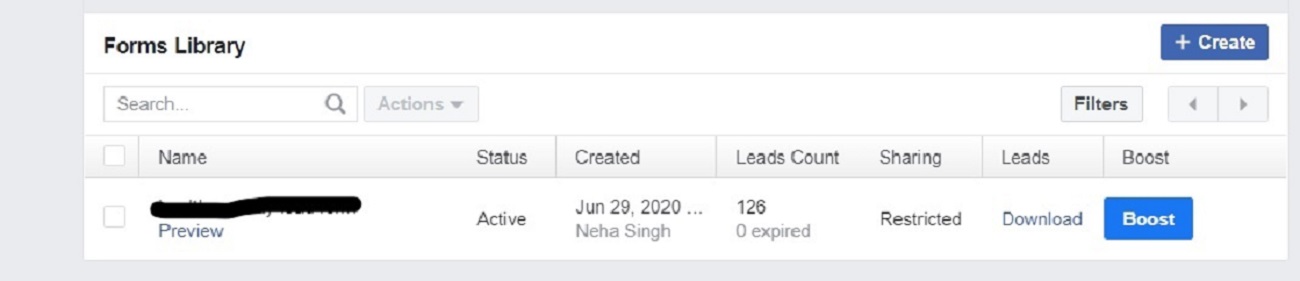 Forms Library
+ Create
Search...
Actions
Filters
Name Status Created Leads Count Sharing Leads Boost
Preview
Active
Jun 29, 2020 ...
Neha Singh
126
0 expired
Restricted
Download
Boost